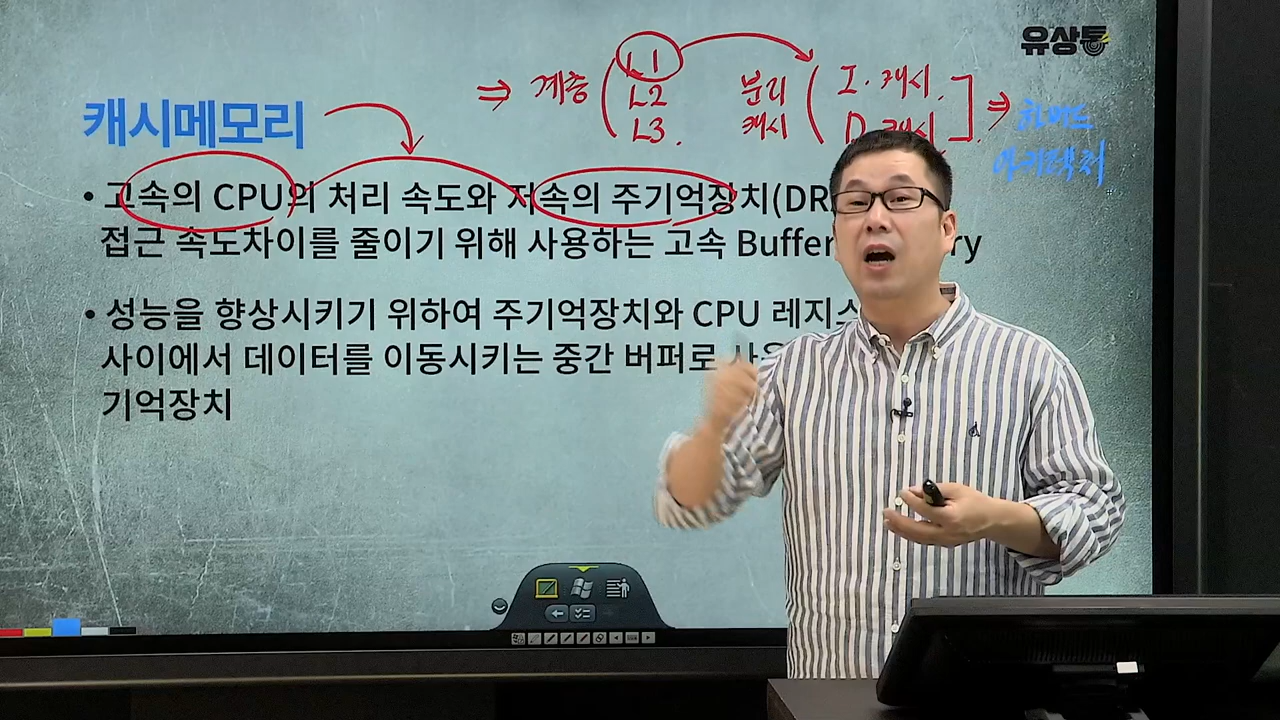 유상통
⇒ 계층 ( L1 분리 ( I. 캐시.
L2 캐시 D. 캐시. ] ⇒ 하버드
L3. 아키텍처
캐시메모리
• 고속의 CPU의 처리 속도와 저속의 주기억장치(DR
접근 속도차이를 줄이기 위해 사용하는 고속 Buffer ry
• 성능을 향상시키기 위하여 주기억장치와 CPU 레지스
사이에서 데이터를 이동시키는 중간 버퍼로
기억장치